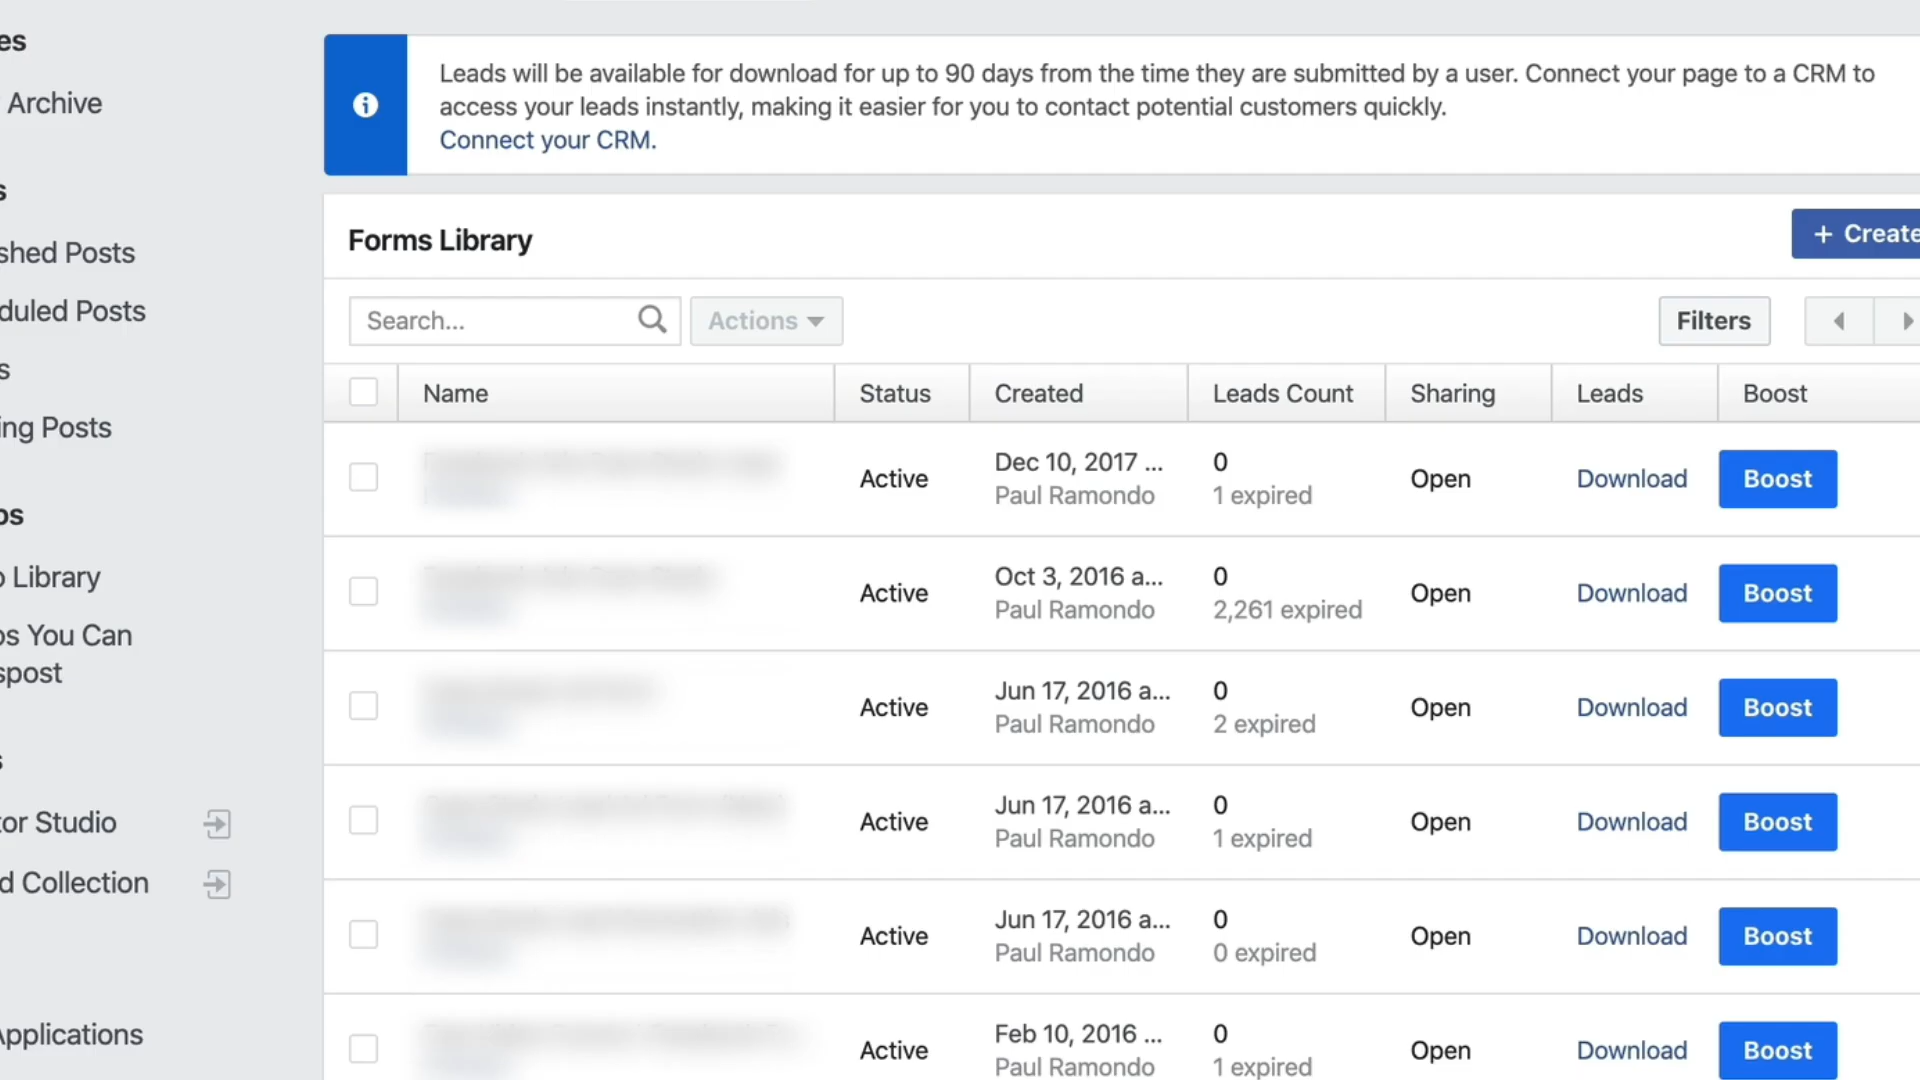 es
Archive
s
shed Posts
duled Posts
s
ing Posts
os
o Library
os You Can
spost
s
tor Studio
d Collection
Applications
Leads will be available for download for up to 90 days from the time they are submitted by a user. Connect your page to a CRM to
access your leads instantly, making it easier for you to contact potential customers quickly.
Connect your CRM.
Forms Library
+ Create
Search...
Actions
Filters
Name Status Created Leads Count Sharing Leads Boost
Active Dec 10, 2017 ... 0 Open Download Boost
Paul Ramondo 1 expired
Active Oct 3, 2016 a... 0 Open Download Boost
Paul Ramondo 2,261 expired
Active Jun 17, 2016 a... 0 Open Download Boost
Paul Ramondo 2 expired
Active Jun 17, 2016 a... 0 Open Download Boost
Paul Ramondo 1 expired
Active Jun 17, 2016 a... 0 Open Download Boost
Paul Ramondo 0 expired
Active Feb 10, 2016 ... 0 Open Download Boost
Paul Ramondo 1 expired